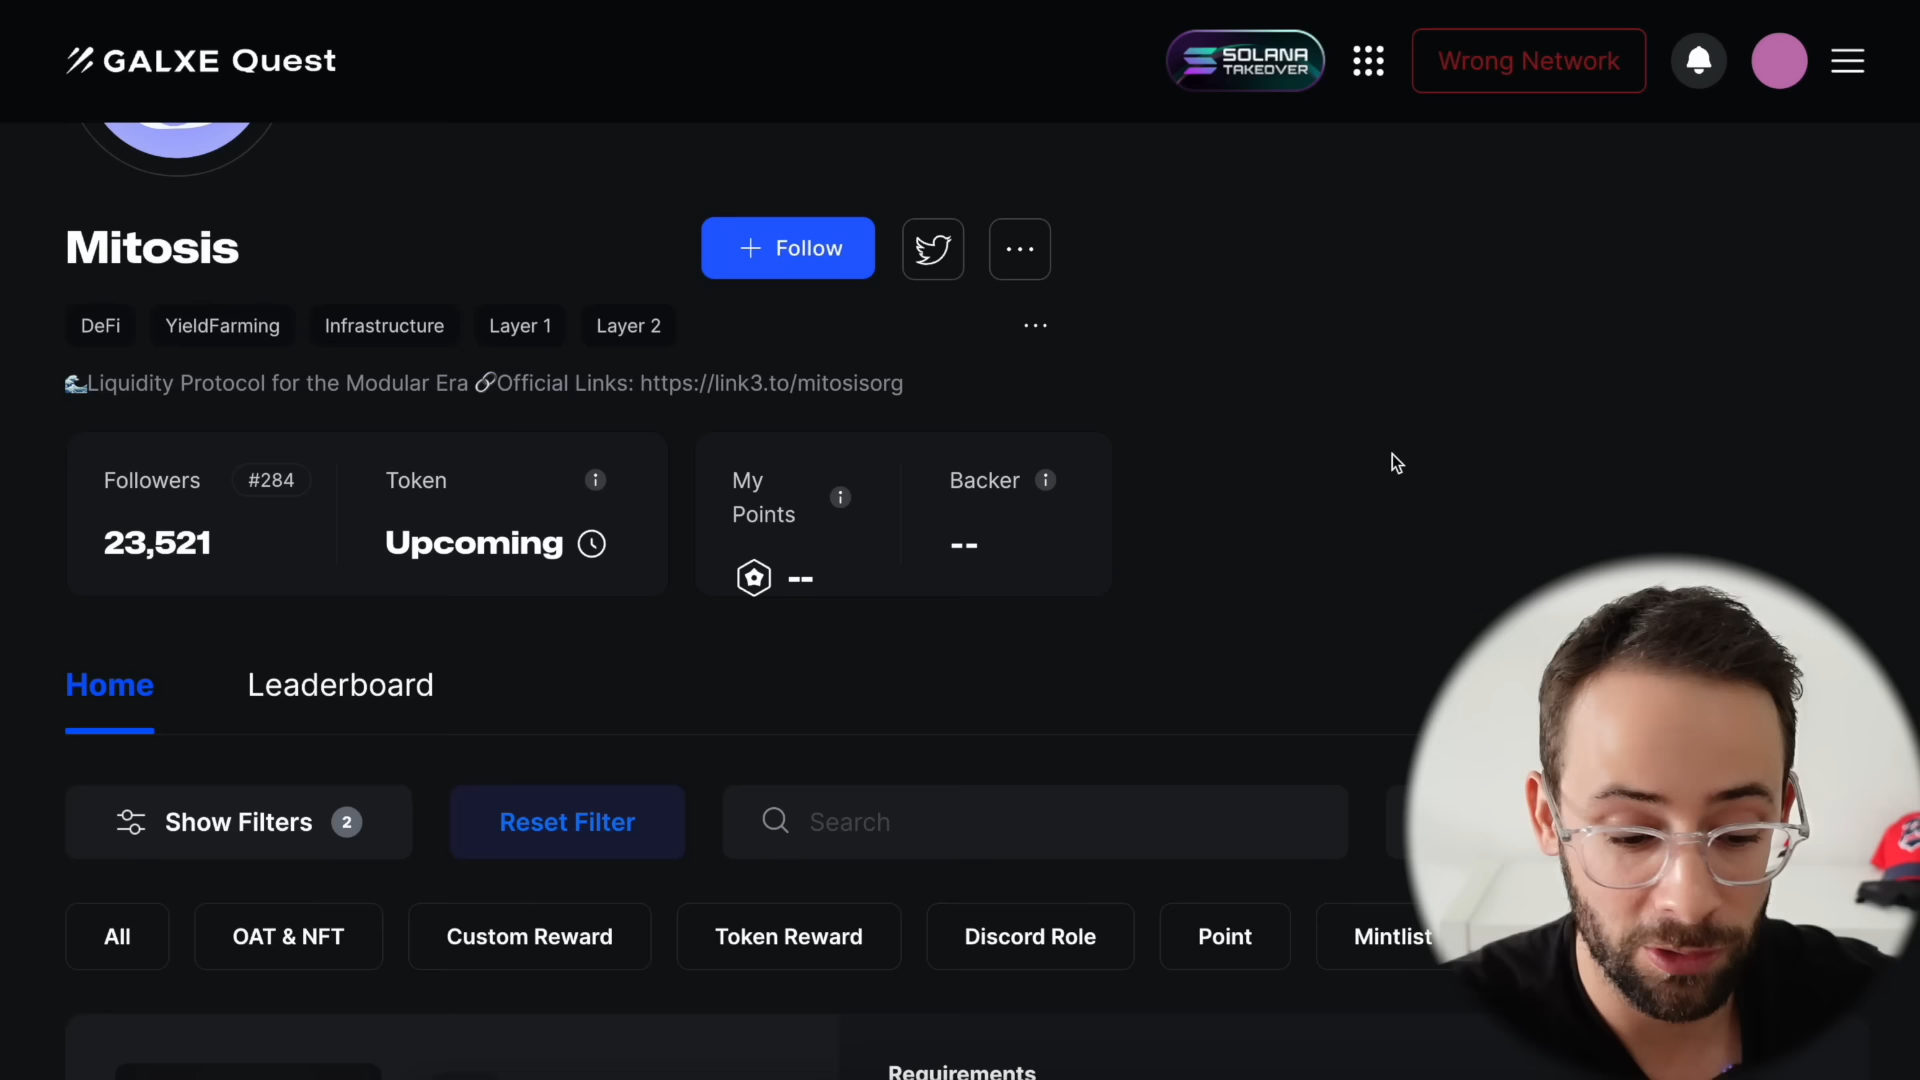 GALXE Quest
SOLANA
TAKEOVER
Wrong Network
Mitosis
+ Follow
DeFi
YieldFarming
Infrastructure
Layer 1
Layer 2
🌊Liquidity Protocol for the Modular Era 🔗Official Links: https://link3.to/mitosisorg
Followers
#284
Token
23,521
Upcoming
My
Points
--
Backer
--
Home
Leaderboard
Show Filters
2
Reset Filter
Search
All
OAT & NFT
Custom Reward
Token Reward
Discord Role
Point
Mintlist
Requirements